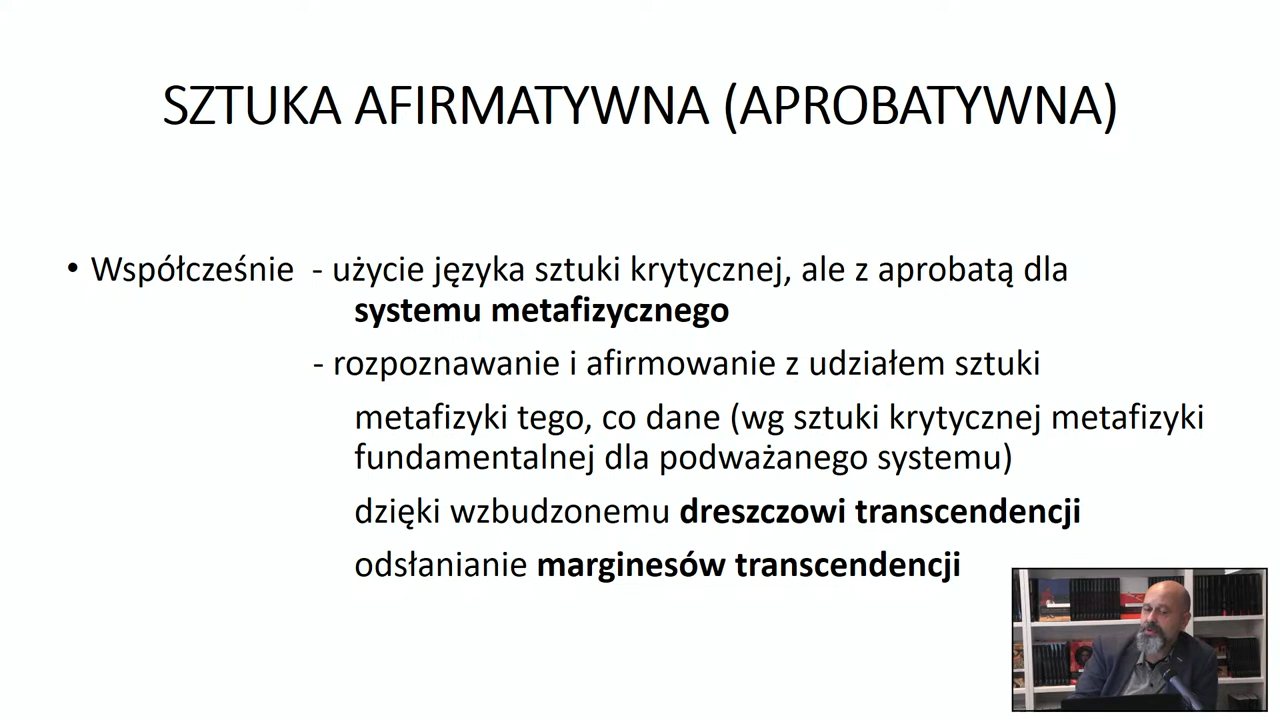 SZTUKA AFIRMATYWNA (APROBATYWNA)
• Współcześnie - użycie języka sztuki krytycznej, ale z aprobatą dla
systemu metafizycznego
- rozpoznawanie i afirmowanie z udziałem sztuki
metafizyki tego, co dane (wg sztuki krytycznej metafizyki
fundamentalnej dla podważanego systemu)
dzięki wzbudzonemu dreszczowi transcendencji
odsłanianie marginesów transcendencji